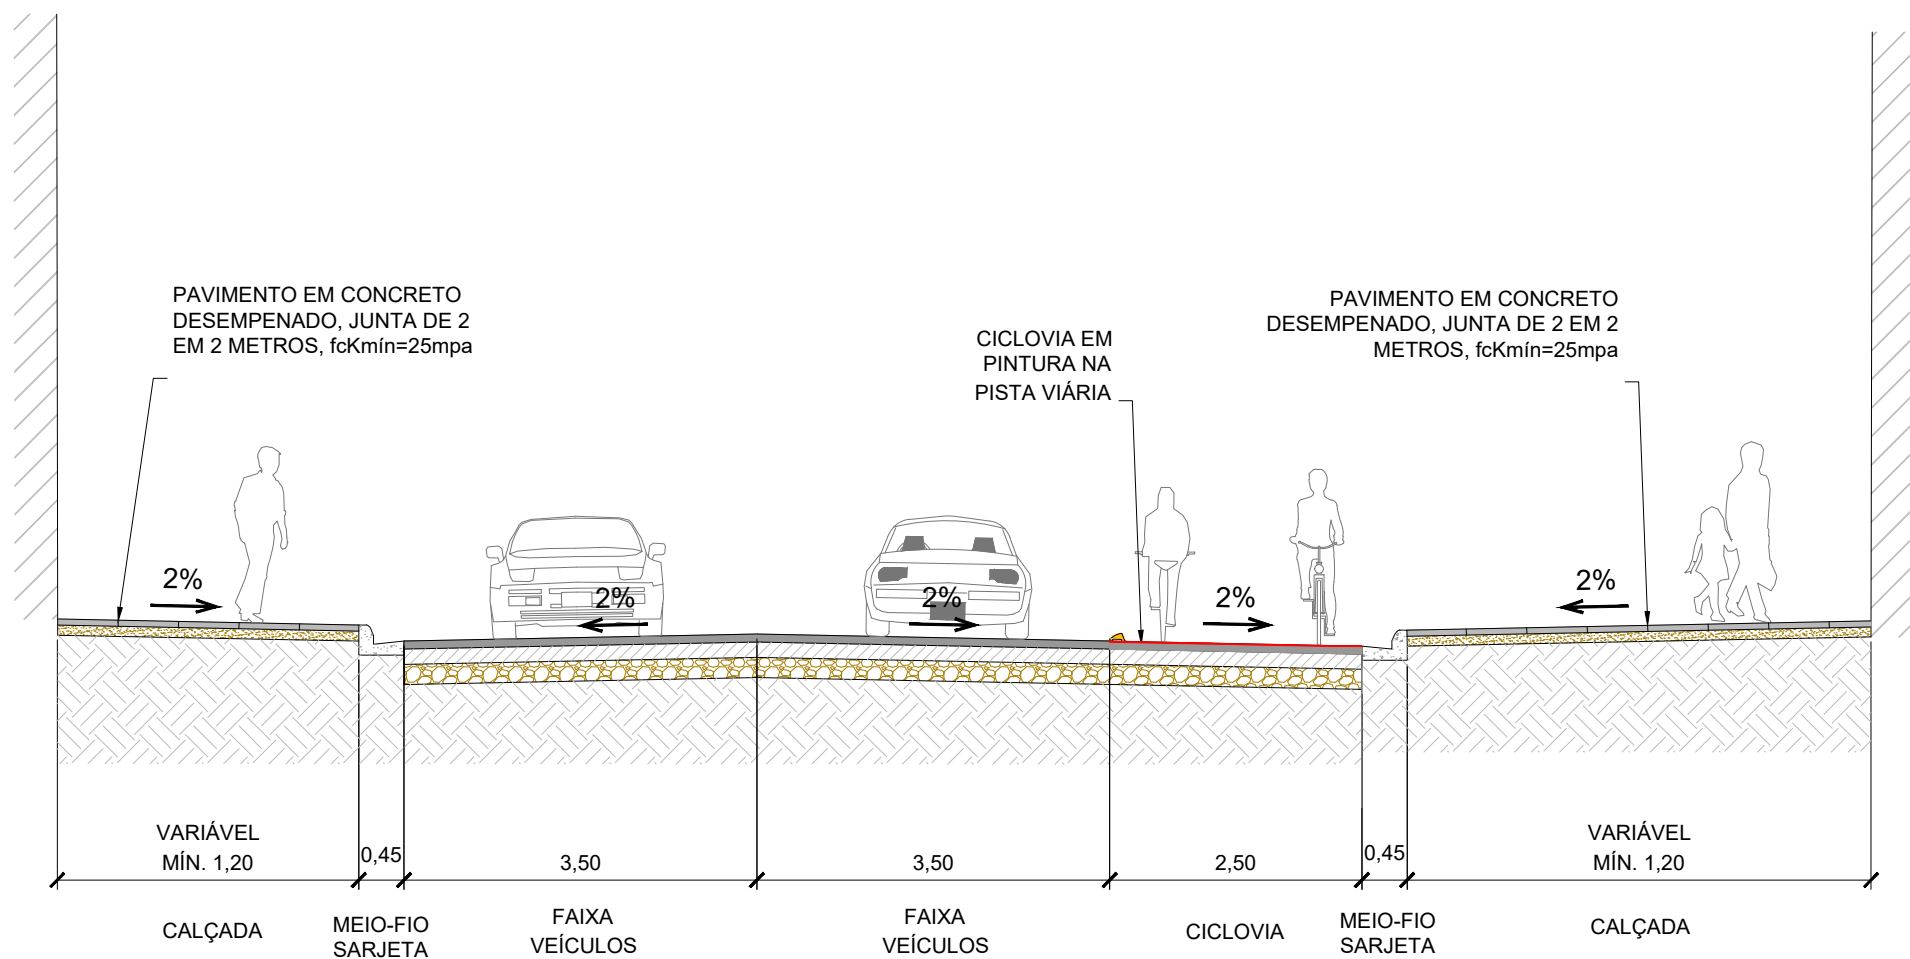 PAVIMENTO EM CONCRETO
DESEMPENADO, JUNTA DE 2
EM 2 METROS, fcKmín=25mpa
CICLOVIA EM
PINTURA NA
PISTA VIÁRIA
PAVIMENTO EM CONCRETO
DESEMPENADO, JUNTA DE 2 EM 2
METROS, fcKmín=25mpa
2%
2%
2%
2%
2%
VARIÁVEL
MÍN. 1,20
0,45
3,50
3,50
2,50
0,45
VARIÁVEL
MÍN. 1,20
CALÇADA
MEIO-FIO
SARJETA
FAIXA
VEÍCULOS
FAIXA
VEÍCULOS
CICLOVIA
MEIO-FIO
SARJETA
CALÇADA